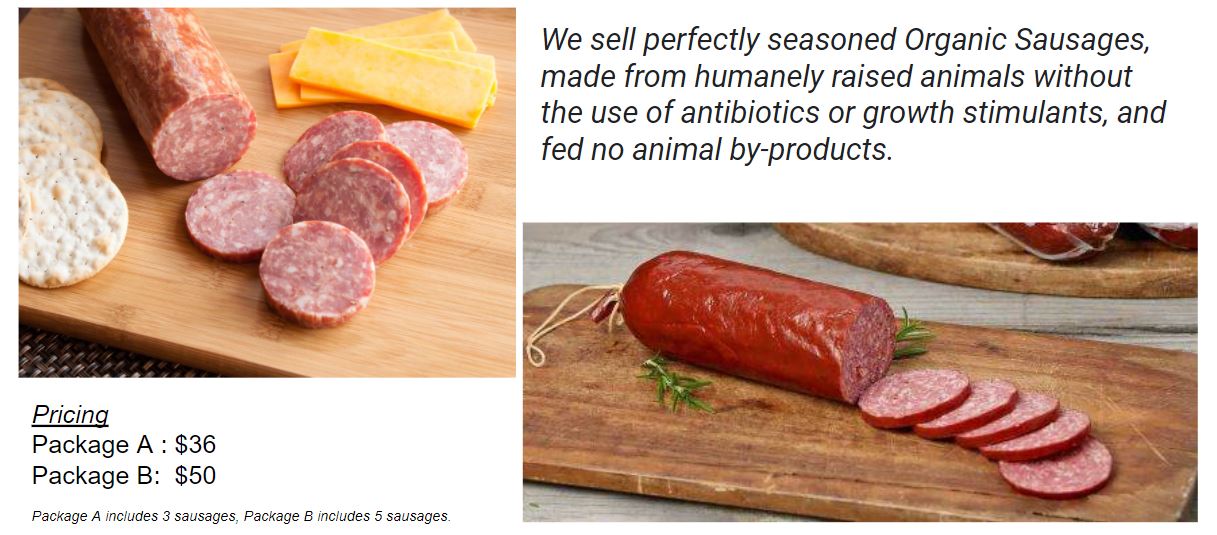 We sell perfectly seasoned Organic Sausages,
made from humanely raised animals without
the use of antibiotics or growth stimulants, and
fed no animal by-products.
Pricing
Package A : $36
Package B:  $50
Package A includes 3 sausages, Package B includes 5 sausages.